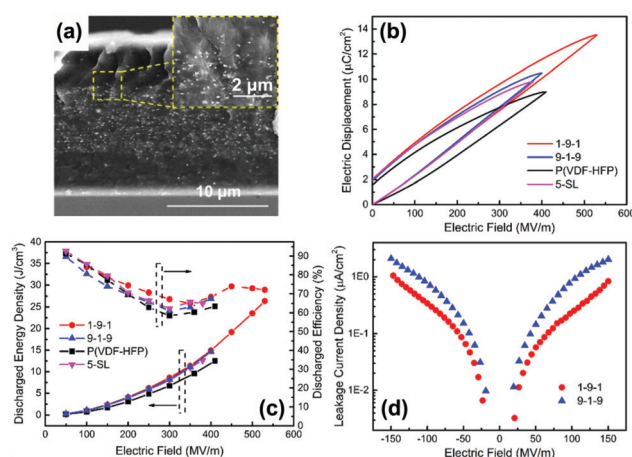 (a)
2 μm
10 μm
(b)
Electric Displacement (μC/cm²)
16
14
12
10
8
6
4
2
0
1-9-1
9-1-9
P(VDF-HFP)
5-SL
0 100 200 300 400 500 600
Electric Field (MV/m)
Discharged Energy Density (J/cm³)
40
35
30
25
20
15
10
5
0
1-9-1
9-1-9
P(VDF-HFP)
5-SL
(c)
90
80
70
60
50
40
30
20
10
0
Discharged Efficiency (%)
0 100 200 300 400 500 600
Electric Field (MV/m)
Leakage Current Density (μA/cm²)
1E0
1E-1
1E-2
1-9-1
9-1-9
(d)
-150 -100 -50 0 50 100 150
Electric Field (MV/m)